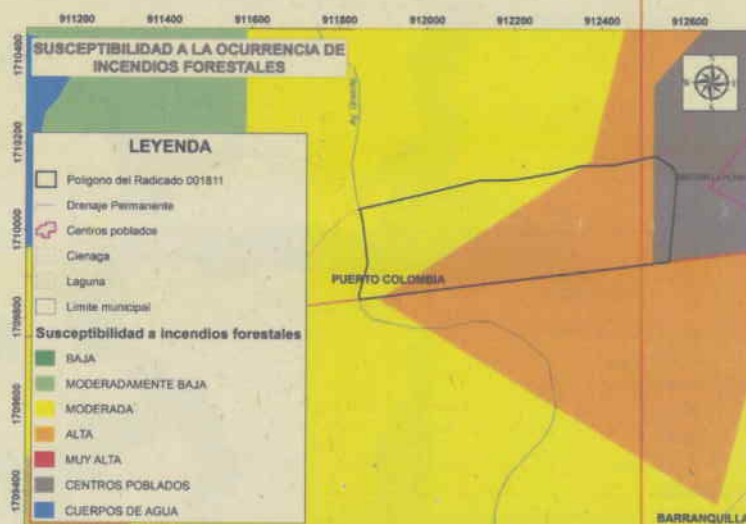 911200 911400 911600 911800 912000 912200 912400 912600
1710400
SUSCEPTIBILIDAD A LA OCURRENCIA DE
INCENDIOS FORESTALES
1710200
LEYENDA
Polígono del Radicado 001811
Drenaje Permanente
Centros poblados
Cienaga
Laguna
Limite municipal
Susceptibilidad a incendios forestales
BAJA
MODERADAMENTE BAJA
MODERADA
ALTA
MUY ALTA
CENTROS POBLADOS
CUERPOS DE AGUA
1710000
1709800
1709600
1709400
Grande
PUERTO COLOMBIA
BARRANQUILLA